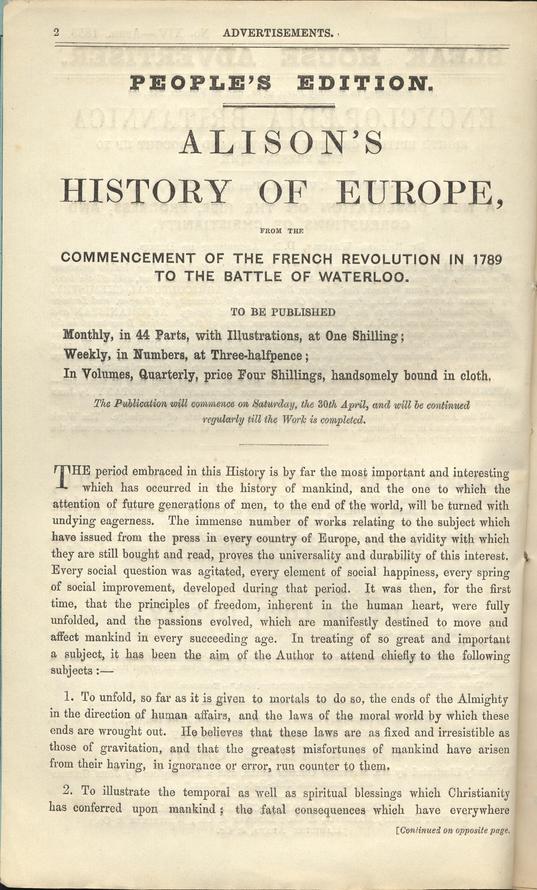 2 ADVERTISEMENTS.
PEOPLE'S EDITION.
ALISON'S
HISTORY OF EUROPE,
FROM THE
COMMENCEMENT OF THE FRENCH REVOLUTION IN 1789
TO THE BATTLE OF WATERLOO.
TO BE PUBLISHED
Monthly, in 44 Parts, with Illustrations, at One Shilling;
Weekly, in Numbers, at Three-halfpence;
In Volumes, Quarterly, price Four Shillings, handsomely bound in cloth.
The Publication will commence on Saturday, the 30th April, and will be continued
regularly till the Work is completed.
THE period embraced in this History is by far the most important and interesting
which has occurred in the history of mankind, and the one to which the
attention of future generations of men, to the end of the world, will be turned with
undying eagerness. The immense number of works relating to the subject which
have issued from the press in every country of Europe, and the avidity with which
they are still bought and read, proves the universality and durability of this interest.
Every social question was agitated, every element of social happiness, every spring
of social improvement, developed during that period. It was then, for the first
time, that the principles of freedom, inherent in the human heart, were fully
unfolded, and the passions evolved, which are manifestly destined to move and
affect mankind in every succeeding age. In treating of so great and important
a subject, it has been the aim of the Author to attend chiefly to the following
subjects:—
1. To unfold, so far as it is given to mortals to do so, the ends of the Almighty
in the direction of human affairs, and the laws of the moral world by which these
ends are wrought out. He believes that these laws are as fixed and irresistible as
those of gravitation, and that the greatest misfortunes of mankind have arisen
from their having, in ignorance or error, run counter to them.
2. To illustrate the temporal as well as spiritual blessings which Christianity
has conferred upon mankind; the fatal consequences which have everywhere
[Continued on opposite page.